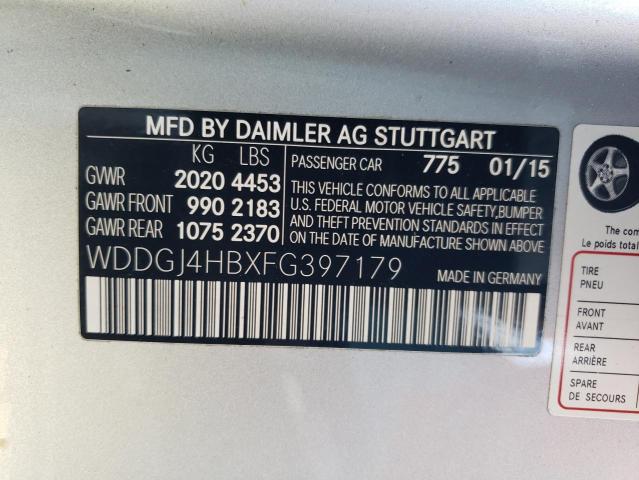 MFD BY DAIMLER AG STUTTGART
KG LBS
GVWR 2020 4453
GAWR FRONT 990 2183
GAWR REAR 1075 2370
PASSENGER CAR 775 01/15
THIS VEHICLE CONFORMS TO ALL APPLICABLE
U.S. FEDERAL MOTOR VEHICLE SAFETY,BUMPER
AND THEFT PREVENTION STANDARDS IN EFFECT
ON THE DATE OF MANUFACTURE SHOWN ABOVE.
WDDGJ4HBXFG397179
The com
Le poids total
TIRE
PNEU
FRONT
AVANT
REAR
ARRIÈRE
SPARE
DE SECOURS